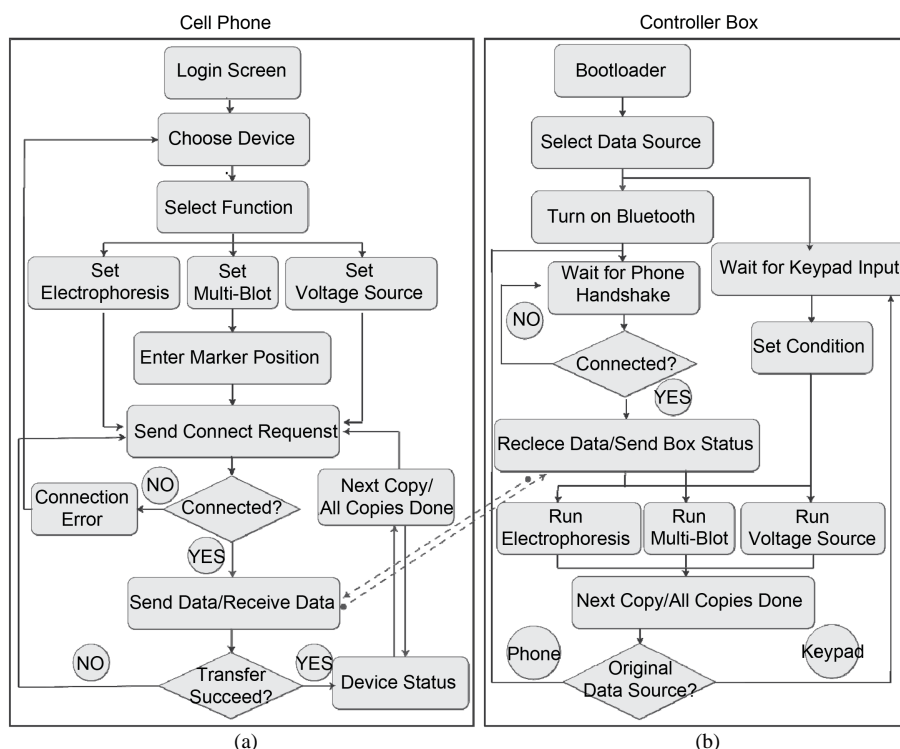 Cell Phone
Login Screen
Choose Device
Select Function
Set
Electrophoresis
Set
Multi-Blot
Set
Voltage Source
Enter Marker Position
Send Connect Requenst
Connection
Error
NO
Connected?
Next Copy/
All Copies Done
YES
Send Data/Receive Data
NO
Transfer
Succeed?
YES
Device Status
(a)
Controller Box
Bootloader
Select Data Source
Turn on Bluetooth
Wait for Phone
Handshake
Wait for Keypad Input
NO
Set Condition
Connected?
YES
Reclece Data/Send Box Status
Run
Electrophoresis
Run
Multi-Blot
Run
Voltage Source
Next Copy/All Copies Done
Phone
Original
Data Source?
Keypad
(b)